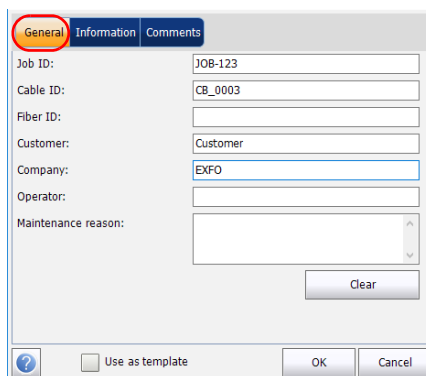 General Information Comments
Job ID: JOB-123
Cable ID: CB_0003
Fiber ID:
Customer: Customer
Company: EXFO
Operator:
Maintenance reason:
Clear
? Use as template OK Cancel